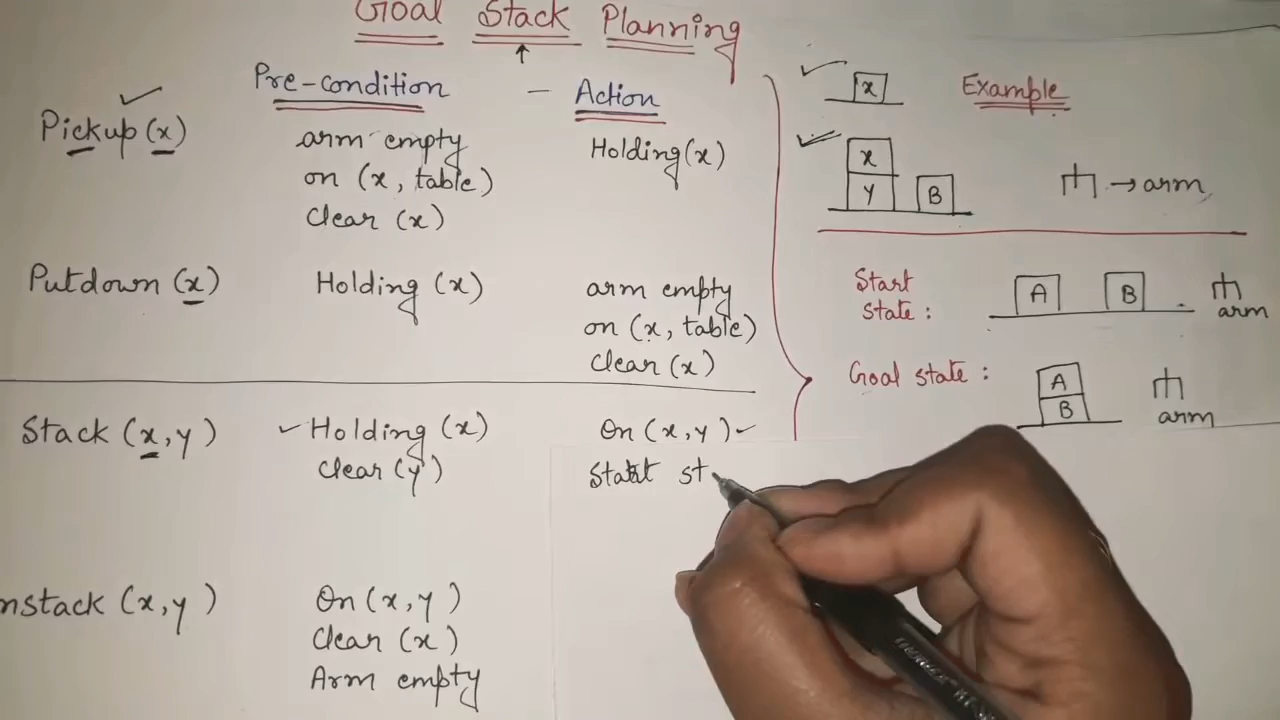 Goal Stack Planning
Pre-condition - Action
Pickup (x)
arm empty
on (x, table)
Clear (x)
Holding (x)
Putdown (x)
Holding (x)
arm empty
on (x, table)
Clear (x)
Stack (x,y)
Holding (x)
Clear (y)
On (x,y)
st
nstack (x,y)
On (x,y)
Clear (x)
Arm empty
x
Example
x
y B
→ arm
Start
state :
A B
arm
Goal state :
A
B
arm